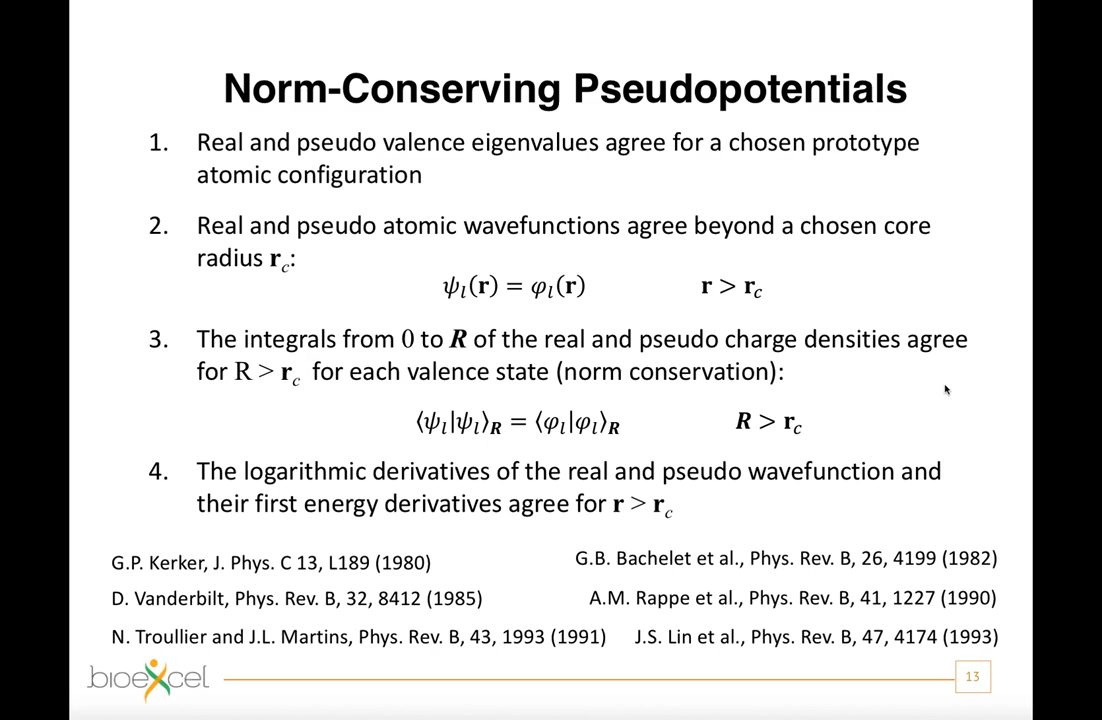 Norm-Conserving Pseudopotentials
1. Real and pseudo valence eigenvalues agree for a chosen prototype
atomic configuration
2. Real and pseudo atomic wavefunctions agree beyond a chosen core
radius r_c:
ψ_l(r) = φ_l(r) r > r_c
3. The integrals from 0 to R of the real and pseudo charge densities agree
for R > r_c for each valence state (norm conservation):
⟨ψ_l|ψ_l⟩_R = ⟨φ_l|φ_l⟩_R R > r_c
4. The logarithmic derivatives of the real and pseudo wavefunction and
their first energy derivatives agree for r > r_c
G.P. Kerker, J. Phys. C 13, L189 (1980) G.B. Bachelet et al., Phys. Rev. B, 26, 4199 (1982)
D. Vanderbilt, Phys. Rev. B, 32, 8412 (1985) A.M. Rappe et al., Phys. Rev. B, 41, 1227 (1990)
N. Troullier and J.L. Martins, Phys. Rev. B, 43, 1993 (1991) J.S. Lin et al., Phys. Rev. B, 47, 4174 (1993)
bioexcel 13